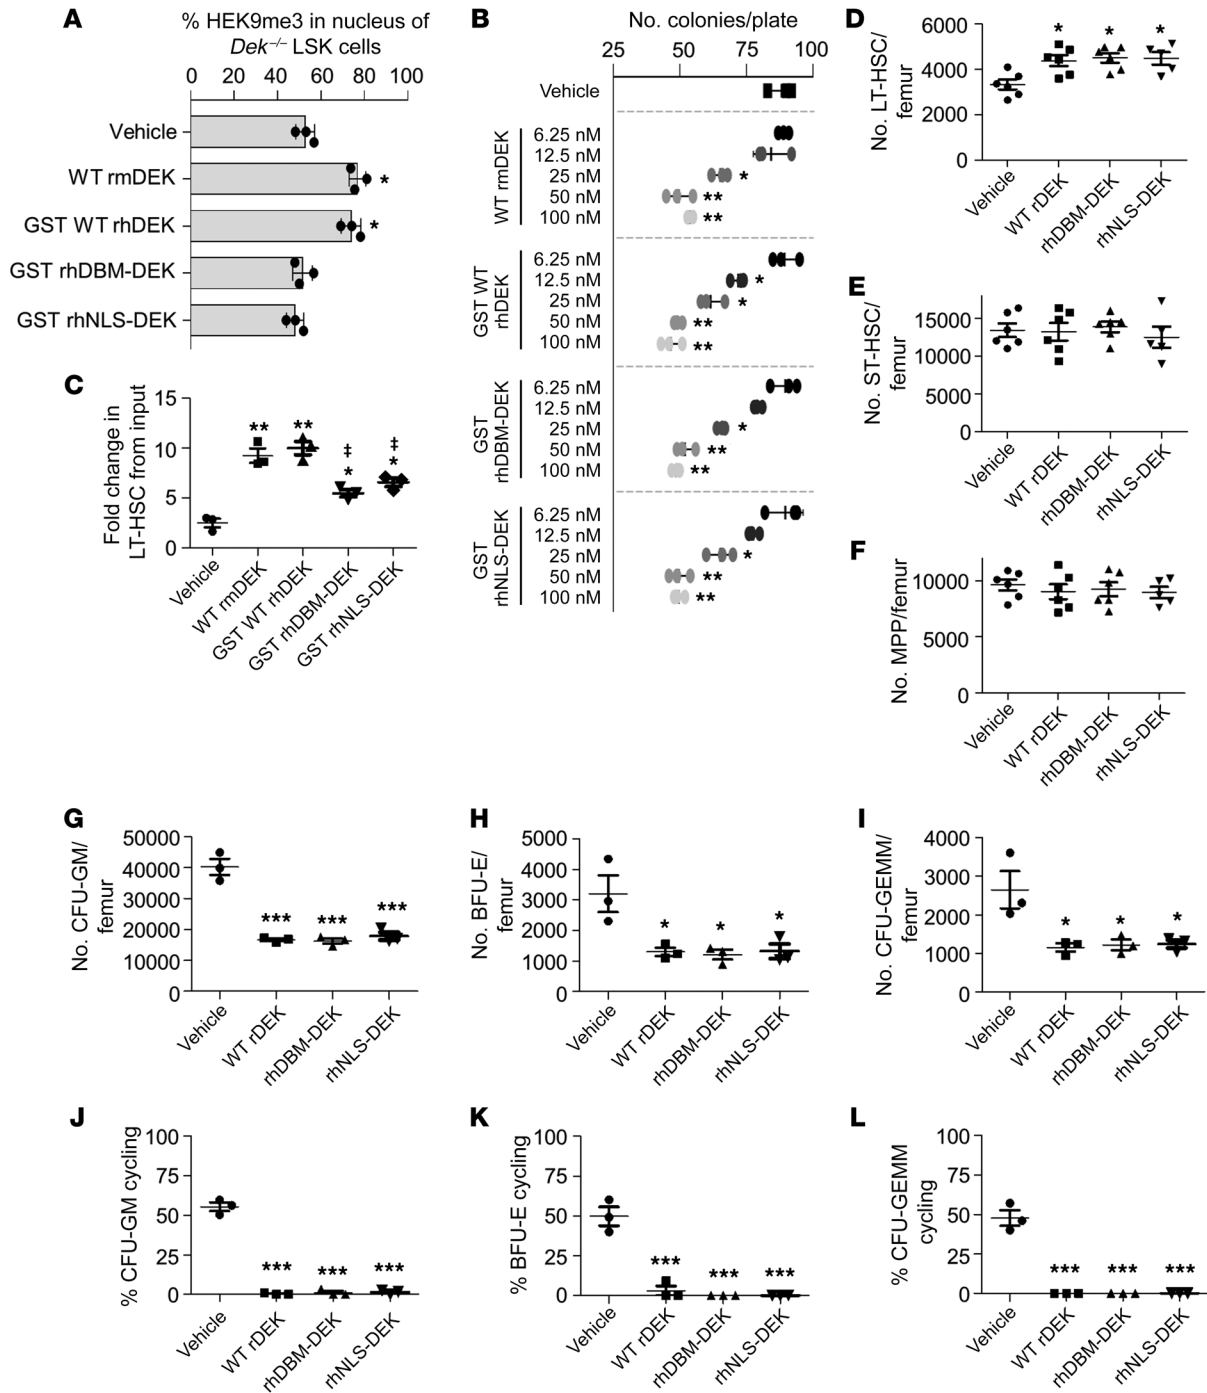 A
% HEK9me3 in nucleus of
Dek–/– LSK cells
0 20 40 60 80 100
Vehicle
WT rmDEK *
GST WT rhDEK *
GST rhDBM-DEK
GST rhNLS-DEK
B
No. colonies/plate
25 50 75 100
Vehicle
WT rmDEK
6.25 nM
12.5 nM
25 nM *
50 nM **
100 nM **
GST WT
rhDEK
6.25 nM
12.5 nM *
25 nM *
50 nM **
100 nM **
GST
rhDBM-DEK
6.25 nM
12.5 nM
25 nM *
50 nM **
100 nM **
GST
rhNLS-DEK
6.25 nM
12.5 nM
25 nM *
50 nM **
100 nM **
C
Fold change in
LT-HSC from input
15
10
5
0
** ** ‡ * ‡ *
Vehicle
WT rmDEK
GST WT rhDEK
GST rhDBM-DEK
GST rhNLS-DEK
D
No. LT-HSC/
femur
6000
4000
2000
0
* * *
Vehicle
WT rDEK
rhDBM-DEK
rhNLS-DEK
E
No. ST-HSC/
femur
15000
10000
5000
0
Vehicle
WT rDEK
rhDBM-DEK
rhNLS-DEK
F
No. MPP/femur
10000
5000
0
Vehicle
WT rDEK
rhDBM-DEK
rhNLS-DEK
G
No. CFU-GM/
femur
50000
40000
30000
20000
10000
0
*** *** ***
Vehicle
WT rDEK
rhDBM-DEK
rhNLS-DEK
H
No. BFU-E/
femur
5000
4000
3000
2000
1000
0
* * *
Vehicle
WT rDEK
rhDBM-DEK
rhNLS-DEK
I
No. CFU-GEMM/
femur
4000
3000
2000
1000
0
* * *
Vehicle
WT rDEK
rhDBM-DEK
rhNLS-DEK
J
% CFU-GM cycling
100
75
50
25
0
*** *** ***
Vehicle
WT rDEK
rhDBM-DEK
rhNLS-DEK
K
% BFU-E cycling
100
75
50
25
0
*** *** ***
Vehicle
WT rDEK
rhDBM-DEK
rhNLS-DEK
L
% CFU-GEMM
cycling
100
75
50
25
0
*** *** ***
Vehicle
WT rDEK
rhDBM-DEK
rhNLS-DEK